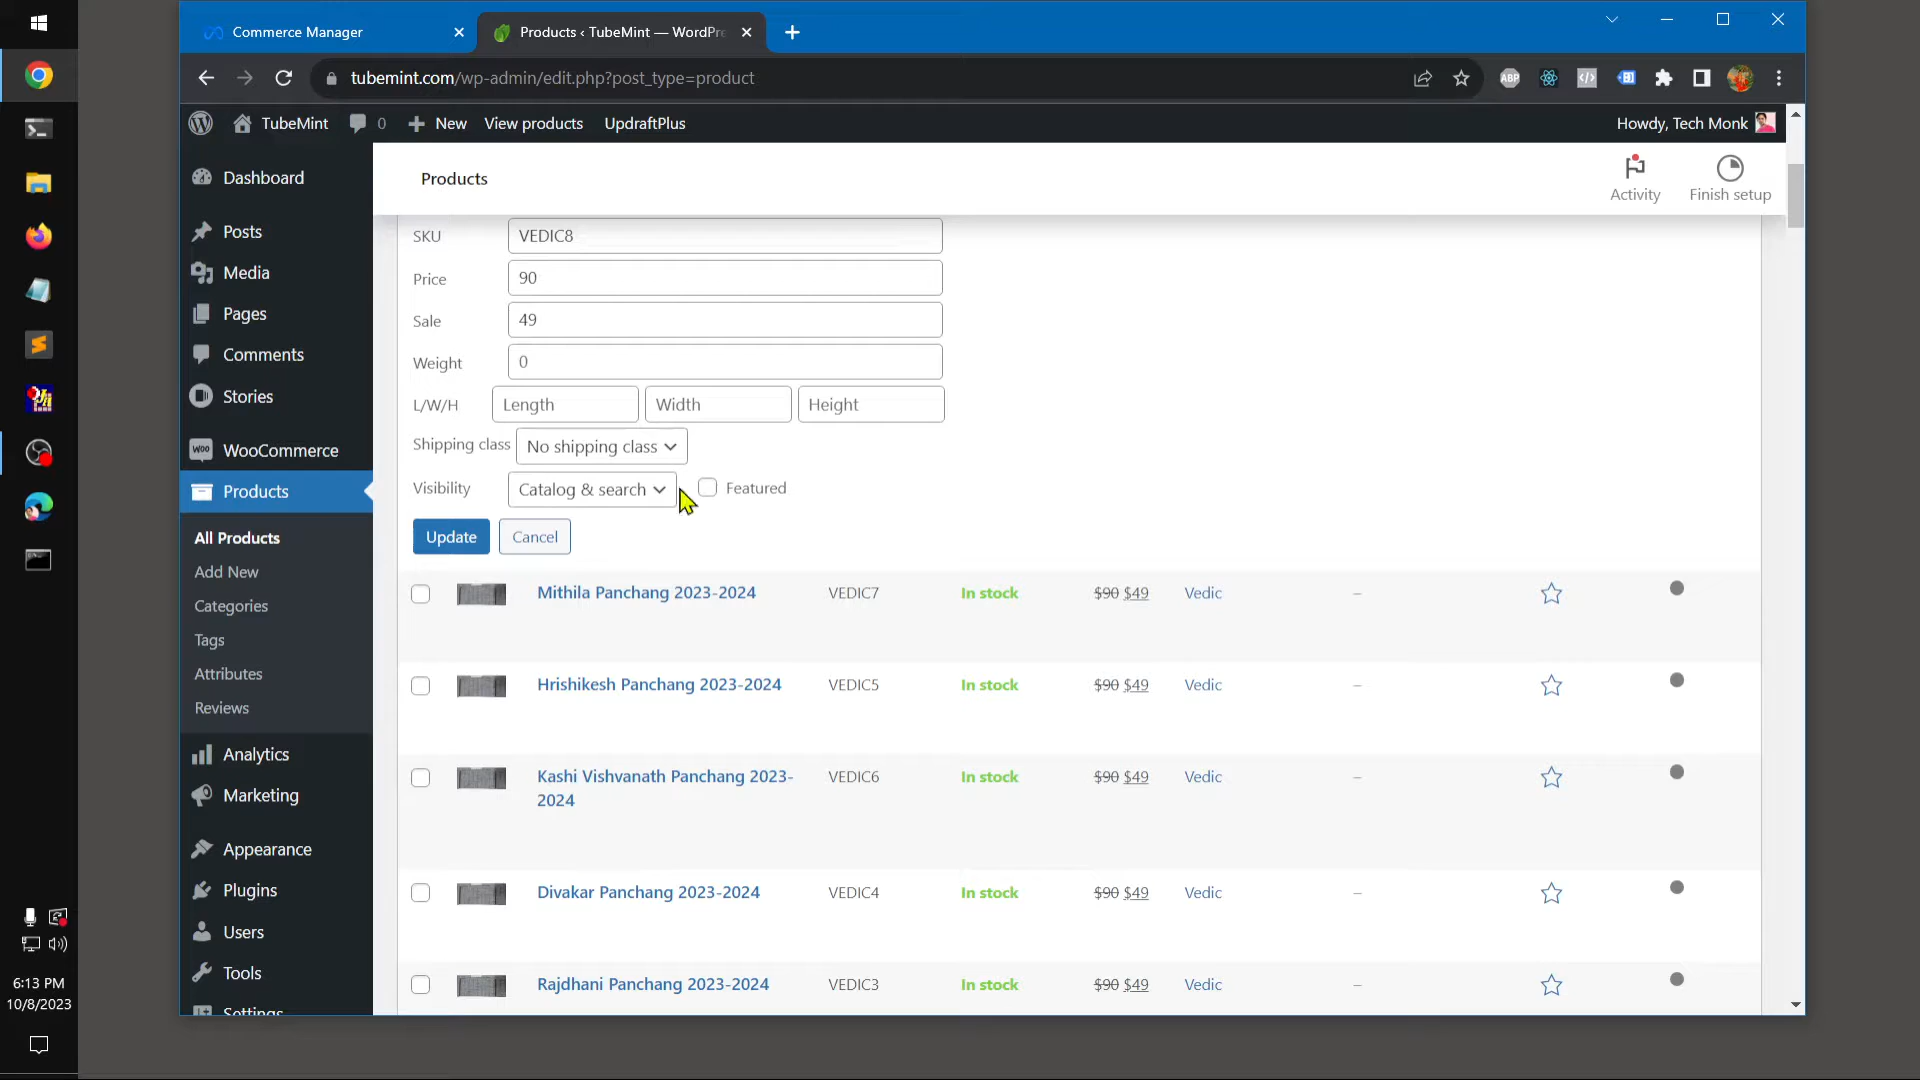 Commerce Manager
Products ‹ TubeMint — WordPre
tubemint.com/wp-admin/edit.php?post_type=product
ABP
TubeMint
0
New
View products
UpdraftPlus
Howdy, Tech Monk
Dashboard
Posts
Media
Pages
Comments
Stories
WooCommerce
Products
All Products
Add New
Categories
Tags
Attributes
Reviews
Analytics
Marketing
Appearance
Plugins
Users
Tools
Settings
Products
Activity
Finish setup
SKU
VEDIC8
Price
90
Sale
49
Weight
0
L/W/H
Length
Width
Height
Shipping class
No shipping class
Visibility
Catalog & search
Featured
Update
Cancel
Mithila Panchang 2023-2024 VEDIC7 In stock $90 $49 Vedic –
Hrishikesh Panchang 2023-2024 VEDIC5 In stock $90 $49 Vedic –
Kashi Vishvanath Panchang 2023-
2024
VEDIC6 In stock $90 $49 Vedic –
Divakar Panchang 2023-2024 VEDIC4 In stock $90 $49 Vedic –
Rajdhani Panchang 2023-2024 VEDIC3 In stock $90 $49 Vedic –
6:13 PM
10/8/2023